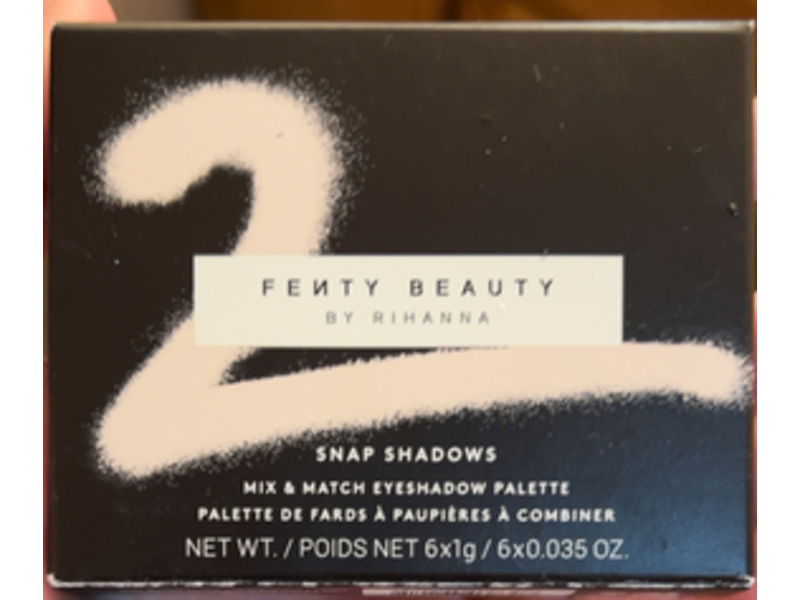 2
FEИTY BEAUTY
BY RIHANNA
SNAP SHADOWS
MIX & MATCH EYESHADOW PALETTE
PALETTE DE FARDS À PAUPIÈRES À COMBINER
NET WT. / POIDS NET 6x1g / 6x0.035 OZ.